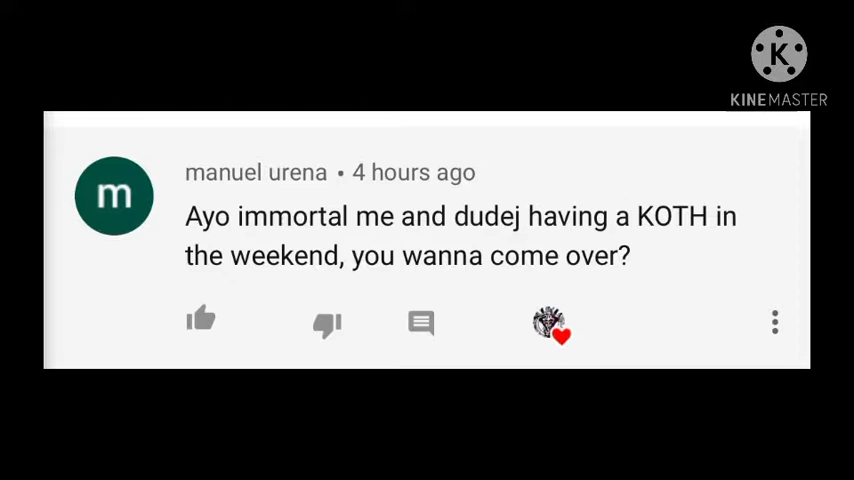 K
KINEMASTER
m
manuel urena • 4 hours ago
Ayo immortal me and dudej having a KOTH in
the weekend, you wanna come over?